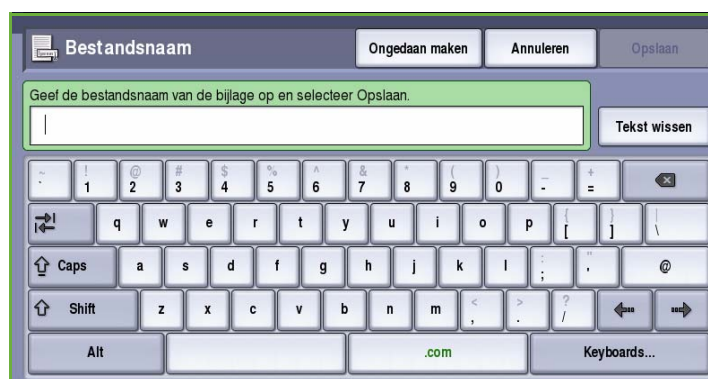 Bestandsnaam Ongedaan maken Annuleren Opslaan
Geef de bestandsnaam van de bijlage op en selecteer Opslaan.
Tekst wissen
~ ! @ # $ % ^ & * ( ) _ +
` 1 2 3 4 5 6 7 8 9 0 - =
q w e r t y u i o p { [ } ] | \
Caps a s d f g h j k l : ; " ' @
Shift z x c v b n m < , > . ? /
Alt .com Keyboards...